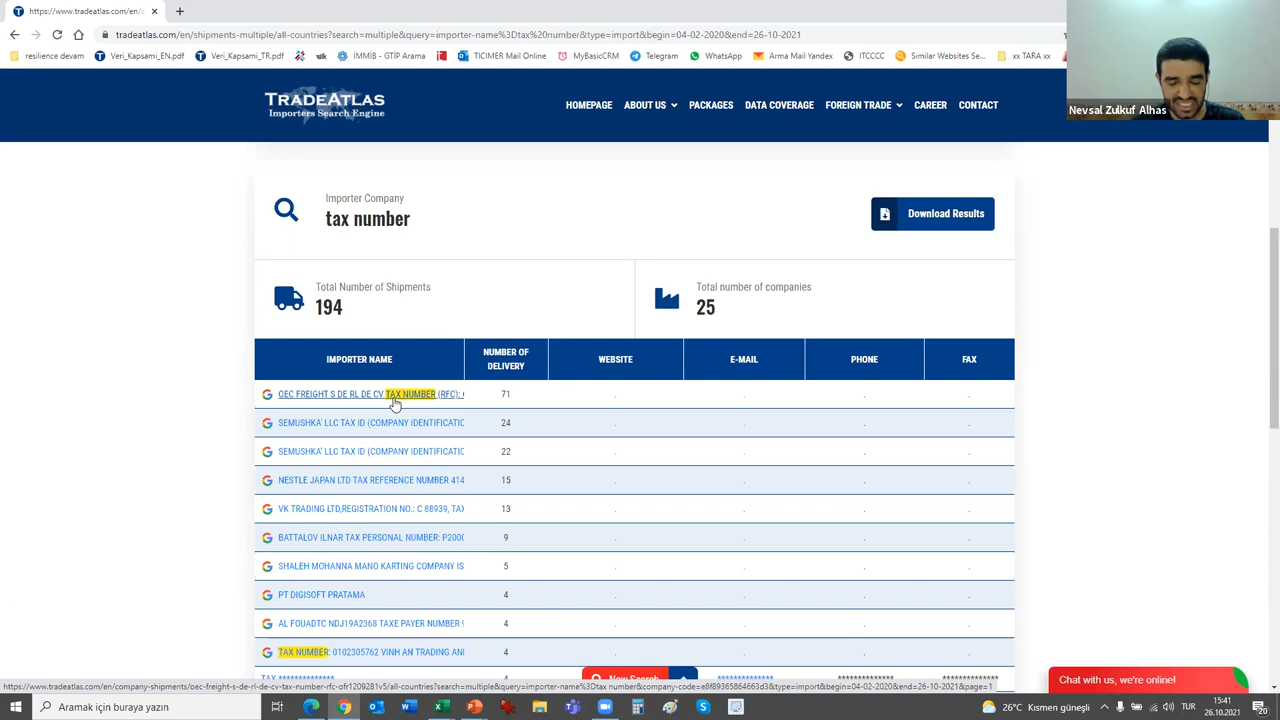 https://www.tradeatlas.com/en/s
tradeatlas.com/en/shipments-multiple/all-countries?search=multiple&query=importer-name%3Dtax%20number&type=import&begin=04-02-2020&end=26-10-2021
resilience devam
Veri_Kapsami_EN.pdf
Veri_Kapsami_TR.pdf
İMMİB - GTİP Arama
TICIMER Mail Online
MyBasicCRM
Telegram
WhatsApp
Arma Mail Yandex
ITCCCC
Similar Websites Se...
xx TARA xx
Nevsal Zulkuf Alhas
TRADEATLAS
Importers Search Engine
HOMEPAGE
ABOUT US
PACKAGES
DATA COVERAGE
FOREIGN TRADE
CAREER
CONTACT
Importer Company
tax number
Download Results
Total Number of Shipments
194
Total number of companies
25
IMPORTER NAME
NUMBER OF
DELIVERY
WEBSITE
E-MAIL
PHONE
FAX
OEC FREIGHT S DE RL DE CV TAX NUMBER (RFC): 71 . . . .
SEMUSHKA' LLC TAX ID (COMPANY IDENTIFICATIO 24 . . . .
SEMUSHKA' LLC TAX ID (COMPANY IDENTIFICATIO 22 . . . .
NESTLE JAPAN LTD TAX REFERENCE NUMBER 414 15 . . . .
VK TRADING LTD,REGISTRATION NO.: C 88939, TAX 13 . . . .
BATTALOV ILNAR TAX PERSONAL NUMBER: P2000 9 . . . .
SHALEH MOHANNA MANO KARTING COMPANY IS 5 . . . .
PT DIGISOFT PRATAMA 4 . . . .
AL FOUADTC NDJ19A2368 TAXE PAYER NUMBER 4 . . . .
TAX NUMBER: 0102305762 VINH AN TRADING AN 4 . . . .
New Search
Chat with us, we're online!
Aramak için buraya yazın
26°C Kısmen güneşli
TUR
15:41
26.10.2021
20